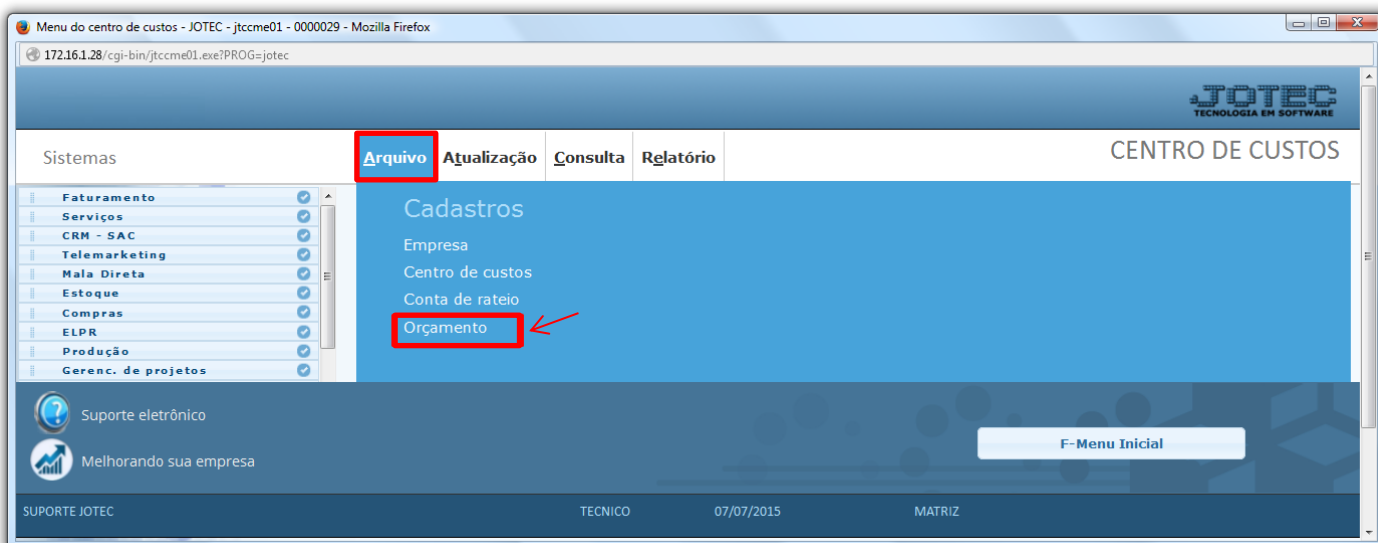 Menu do centro de custos - JOTEC - jtccme01 - 0000029 - Mozilla Firefox
172.16.1.28/cgi-bin/jtccme01.exe?PROG=jotec
JOTEC
TECNOLOGIA EM SOFTWARE
Sistemas
Arquivo Atualização Consulta Relatório
CENTRO DE CUSTOS
Faturamento
Serviços
CRM - SAC
Telemarketing
Mala Direta
Estoque
Compras
ELPR
Produção
Gerenc. de projetos
Cadastros
Empresa
Centro de custos
Conta de rateio
Orçamento
Suporte eletrônico
Melhorando sua empresa
F-Menu Inicial
SUPORTE JOTEC TECNICO 07/07/2015 MATRIZ